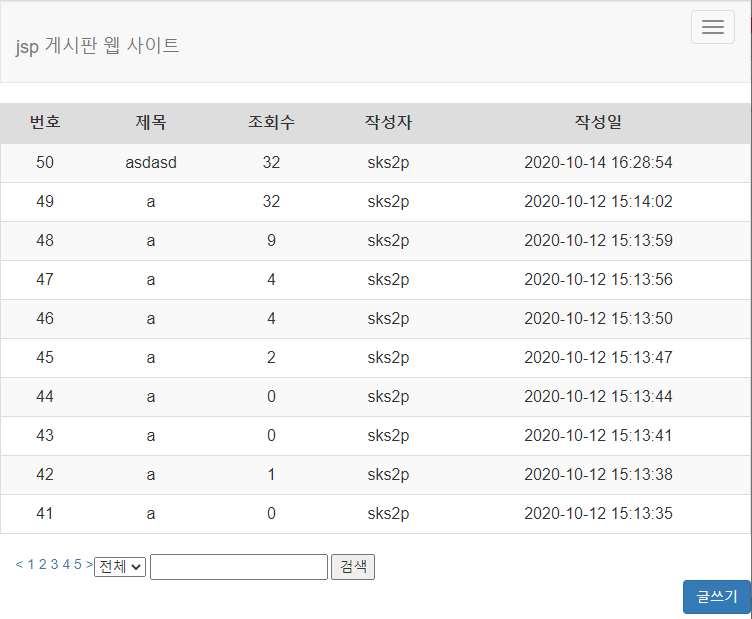 jsp 게시판 웹 사이트
번호 제목 조회수 작성자 작성일
50 asdasd 32 sks2p 2020-10-14 16:28:54
49 a 32 sks2p 2020-10-12 15:14:02
48 a 9 sks2p 2020-10-12 15:13:59
47 a 4 sks2p 2020-10-12 15:13:56
46 a 4 sks2p 2020-10-12 15:13:50
45 a 2 sks2p 2020-10-12 15:13:47
44 a 0 sks2p 2020-10-12 15:13:44
43 a 0 sks2p 2020-10-12 15:13:41
42 a 1 sks2p 2020-10-12 15:13:38
41 a 0 sks2p 2020-10-12 15:13:35
< 1 2 3 4 5 > 전체 검색
글쓰기